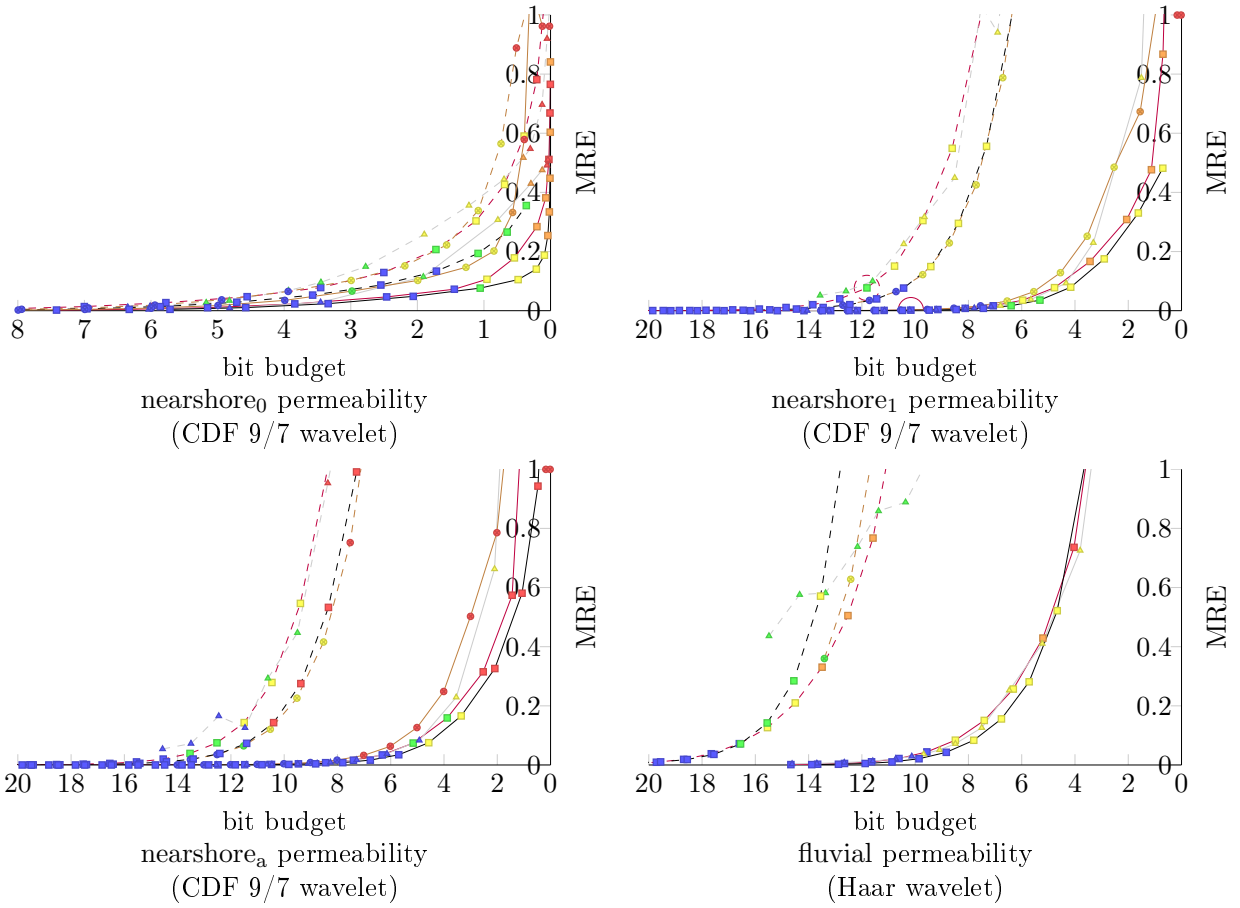 1
0.8
0.6
0.4
0.2
0
MRE
8 7 6 5 4 3 2 1 0
bit budget
nearshore₀ permeability
(CDF 9/7 wavelet)
1
0.8
0.6
0.4
0.2
0
MRE
20 18 16 14 12 10 8 6 4 2 0
bit budget
nearshore₁ permeability
(CDF 9/7 wavelet)
1
0.8
0.6
0.4
0.2
0
MRE
20 18 16 14 12 10 8 6 4 2 0
bit budget
nearshoreₐ permeability
(CDF 9/7 wavelet)
1
0.8
0.6
0.4
0.2
0
MRE
20 18 16 14 12 10 8 6 4 2 0
bit budget
fluvial permeability
(Haar wavelet)